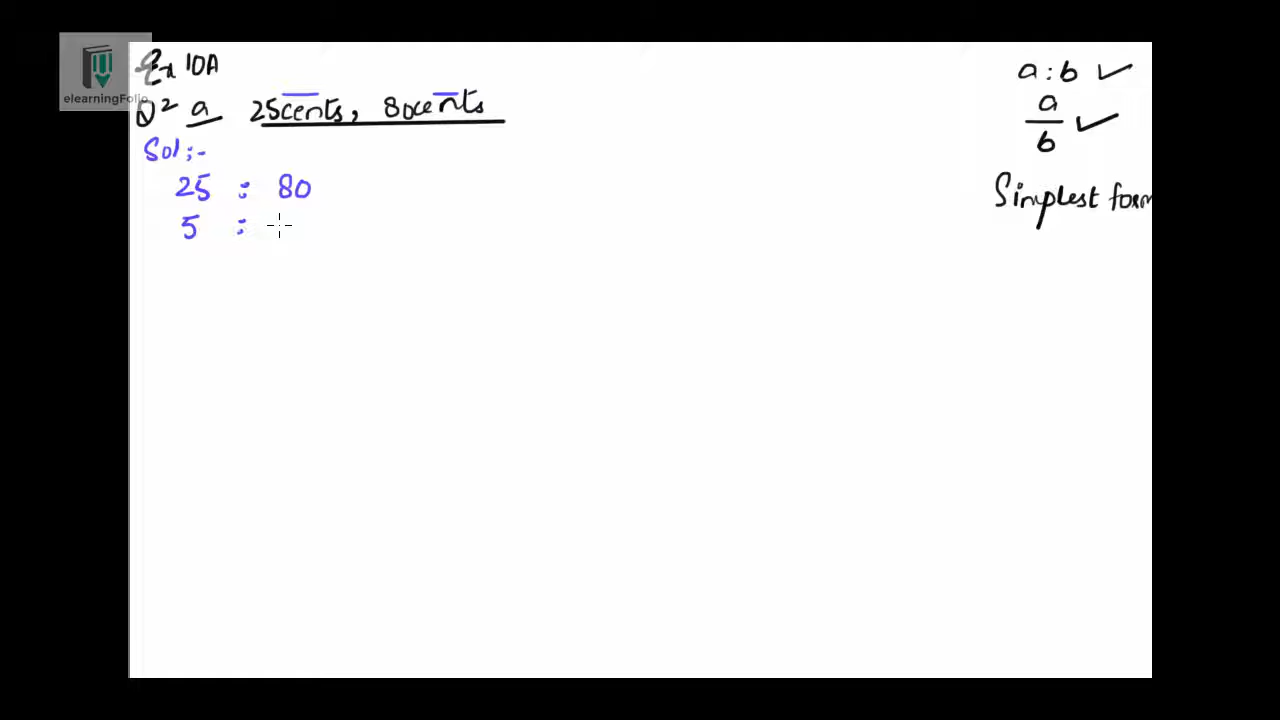 elearningFolio
Ex 10A
Q2 a 25cents, 80cents
Sol:-
25 : 80
5 :
a:b ✓
a
b ✓
Simplest form